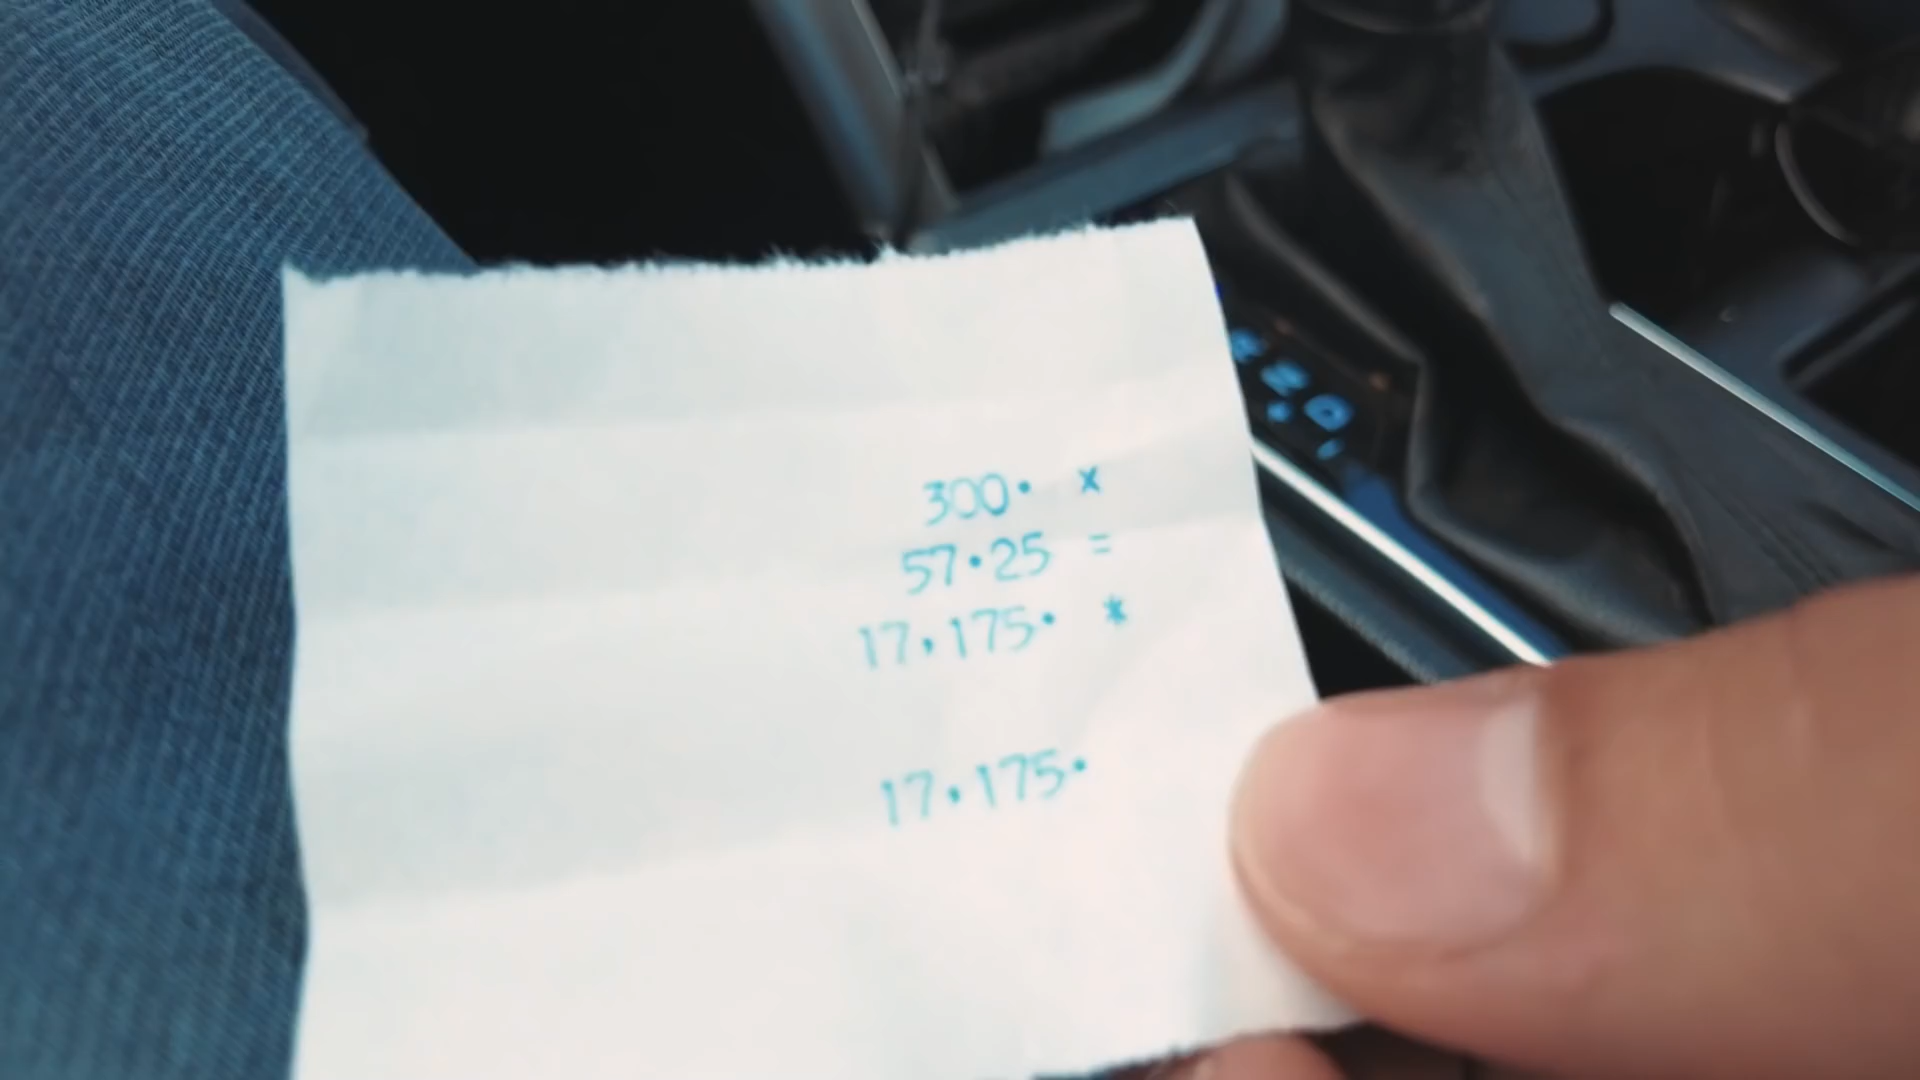 300. x
57.25 =
17,175. *
17,175.
N
D